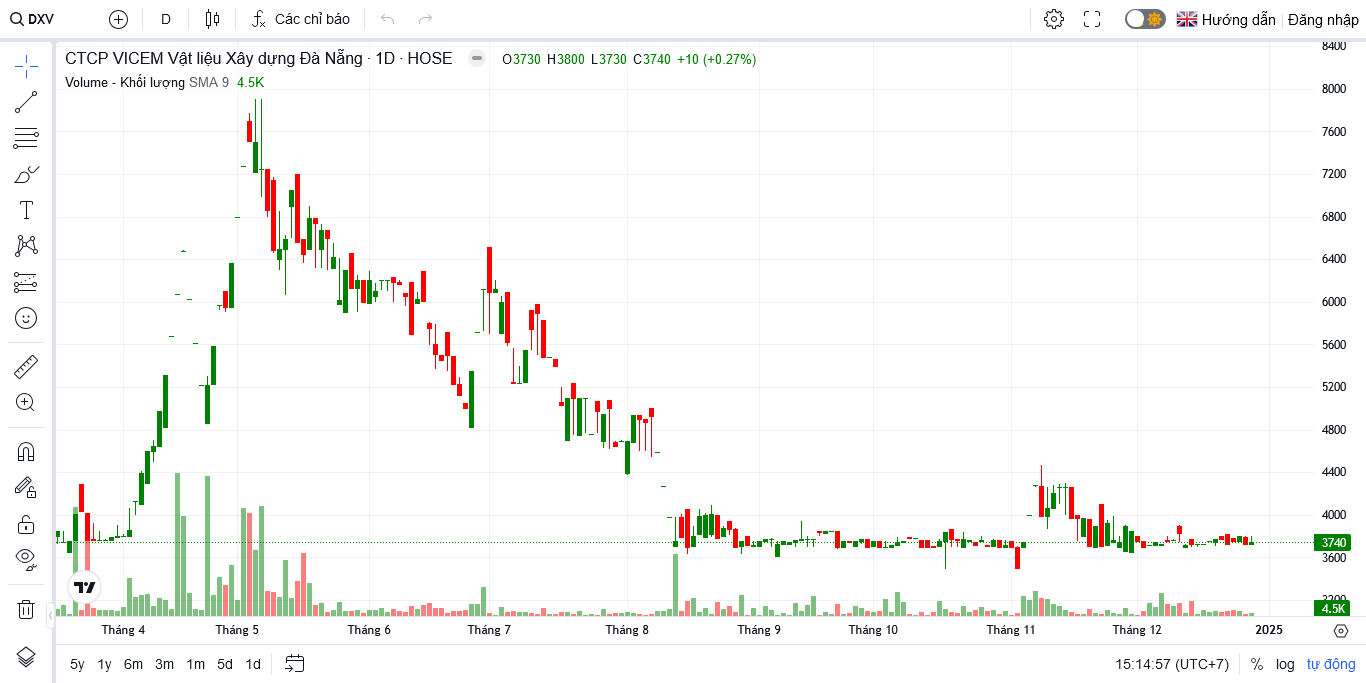 DXV D Các chỉ báo Hướng dẫn Đăng nhập
CTCP VICEM Vật liệu Xây dựng Đà Nẵng · 1D · HOSE O3730 H3800 L3730 C3740 +10 (+0.27%)
Volume - Khối lượng SMA 9 4.5K
8400
8000
7600
7200
6800
6400
6000
5600
5200
4800
4400
4000
3740
3600
3200
4.5K
Tháng 4 Tháng 5 Tháng 6 Tháng 7 Tháng 8 Tháng 9 Tháng 10 Tháng 11 Tháng 12 2025
5y 1y 6m 3m 1m 5d 1d 15:14:57 (UTC+7) % log tự động